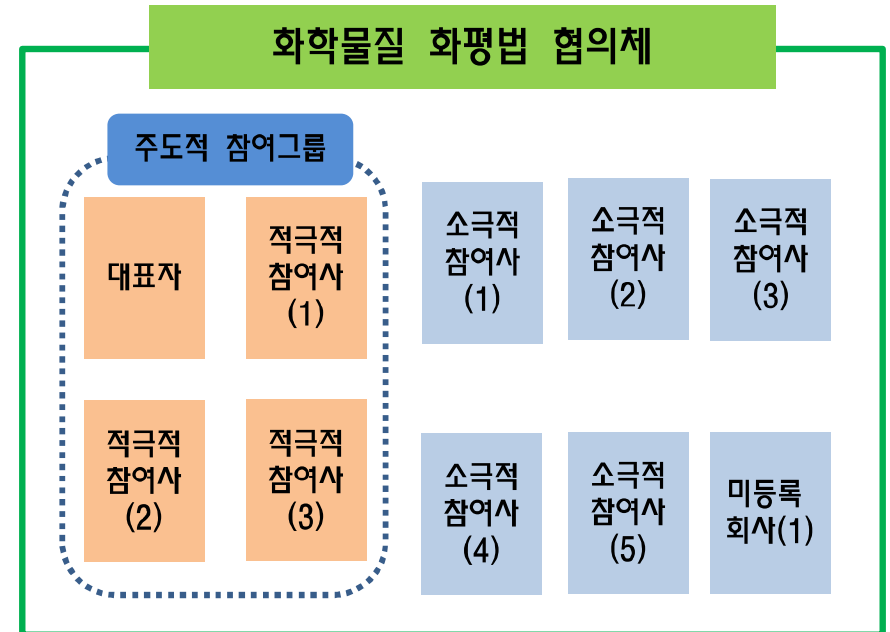 화학물질 화평법 협의체
주도적 참여그룹
대표자
적극적
참여사
(1)
적극적
참여사
(2)
적극적
참여사
(3)
소극적
참여사
(1)
소극적
참여사
(2)
소극적
참여사
(3)
소극적
참여사
(4)
소극적
참여사
(5)
미등록
회사(1)